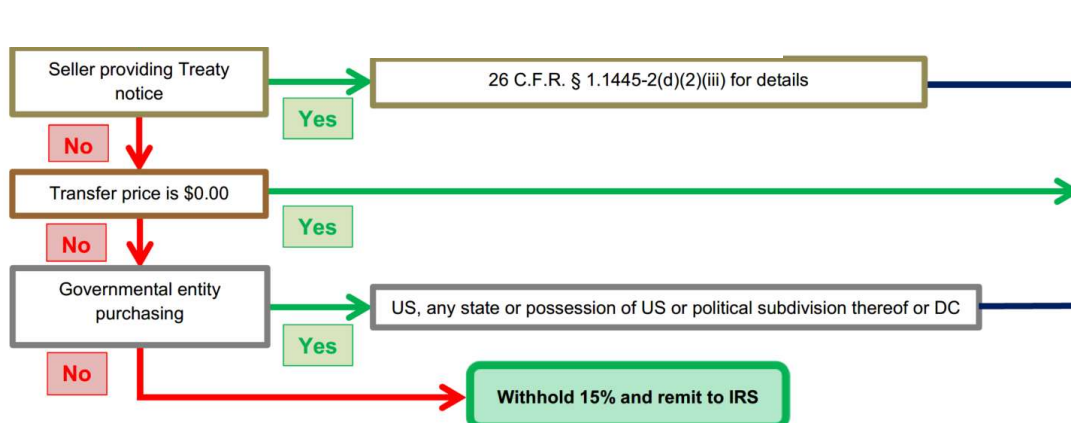 Seller providing Treaty
notice
26 C.F.R. § 1.1445-2(d)(2)(iii) for details
Yes
No
Transfer price is $0.00
Yes
No
Governmental entity
purchasing
US, any state or possession of US or political subdivision thereof or DC
Yes
No
Withhold 15% and remit to IRS